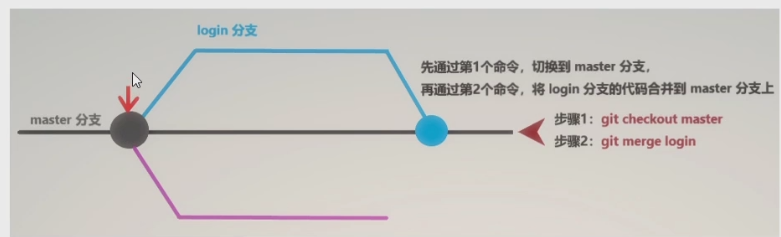 login 分支
先通过第1个命令，切换到 master 分支，
再通过第2个命令，将 login 分支的代码合并到 master 分支上
master 分支
步骤1：git checkout master
步骤2：git merge login